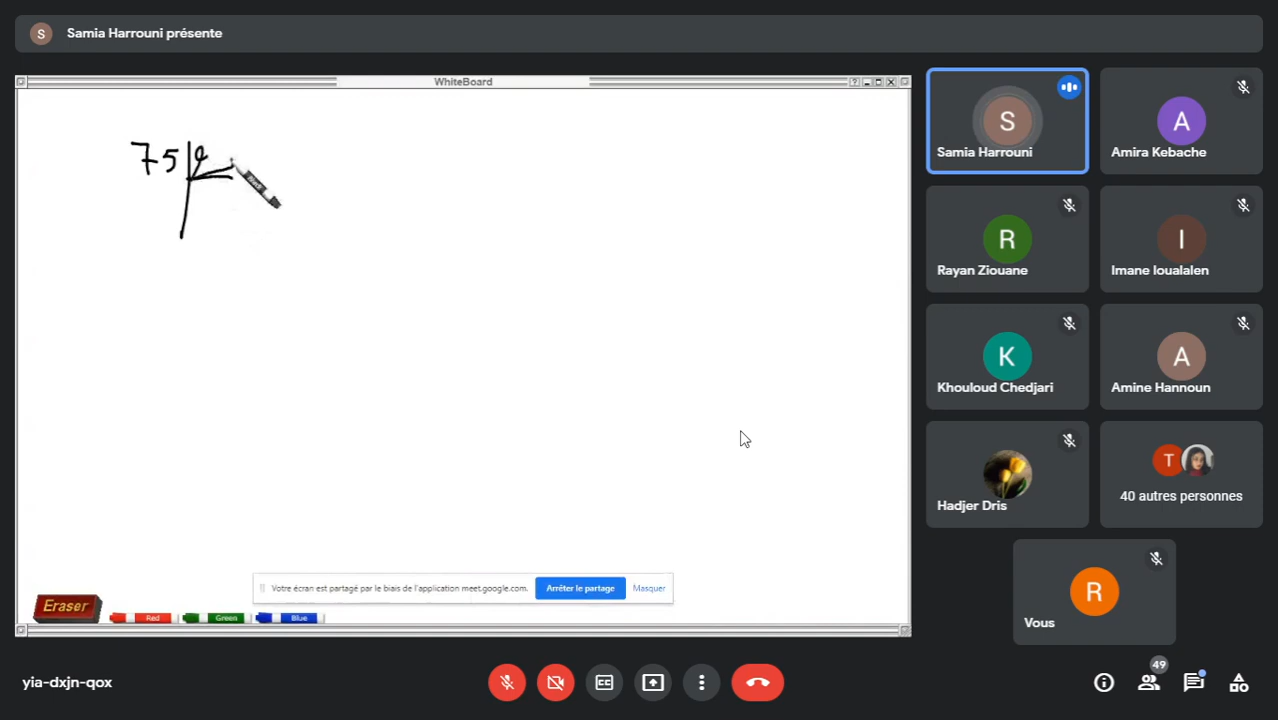 S Samia Harrouni présente
WhiteBoard
75
Eraser
Red
Green
Blue
Votre écran est partagé par le biais de l'application meet.google.com.
Arrêter le partage
Masquer
S
Samia Harrouni
A
Amira Kebache
R
Rayan Ziouane
I
Imane Ioualalen
K
Khouloud Chedjari
A
Amine Hannoun
Hadjer Dris
T
40 autres personnes
R
Vous
yia-dxjn-qox
CC
49